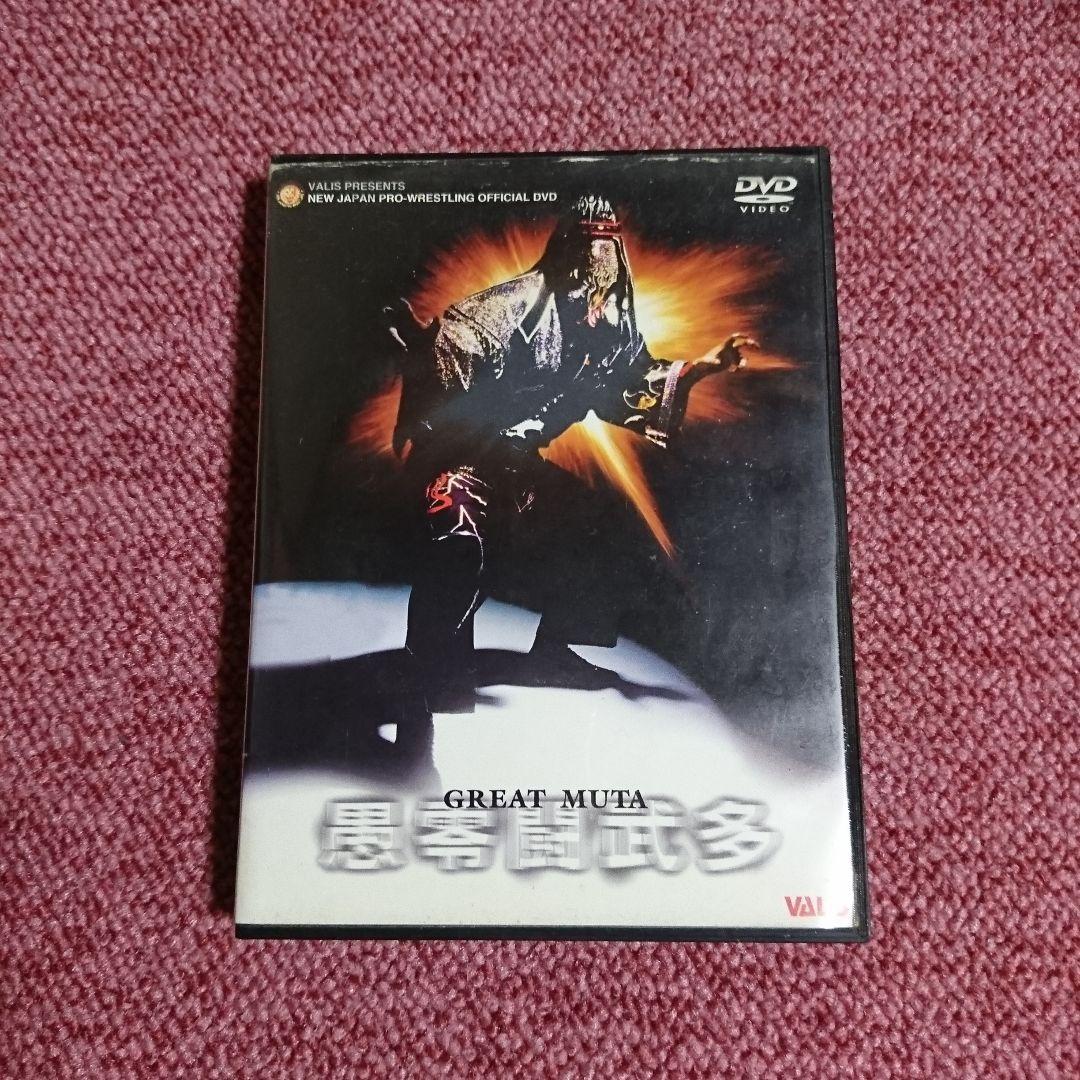 VALIS PRESENTS
NEW JAPAN PRO-WRESTLING OFFICIAL DVD
DVD
VIDEO
GREAT MUTA
愚零闘武多